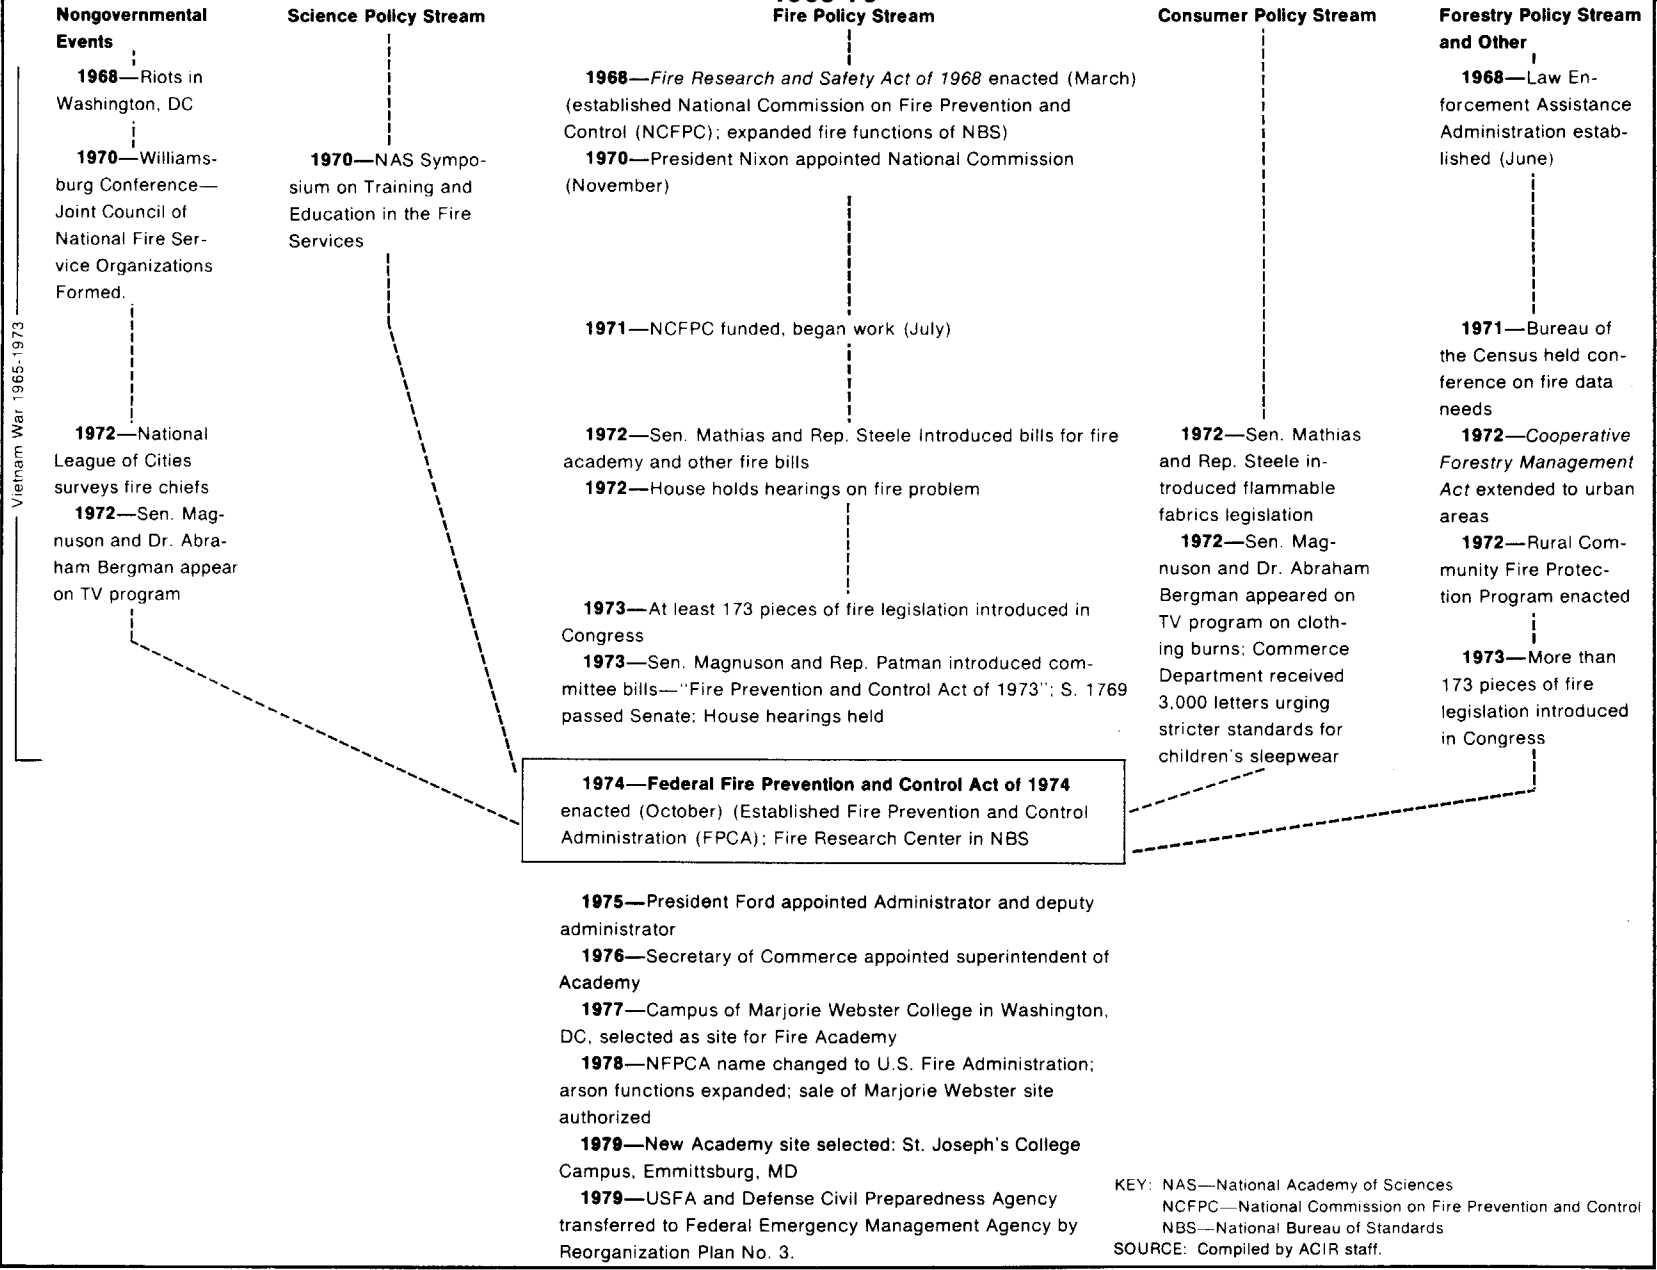 Nongovernmental
Events
1968—Riots in
Washington, DC
1970—Williams-
burg Conference—
Joint Council of
National Fire Ser-
vice Organizations
Formed.
1972—National
League of Cities
surveys fire chiefs
1972—Sen. Mag-
nuson and Dr. Abra-
ham Bergman appear
on TV program
Vietnam War 1965-1973
Science Policy Stream
1970—NAS Sympo-
sium on Training and
Education in the Fire
Services
Fire Policy Stream
1968—Fire Research and Safety Act of 1968 enacted (March)
(established National Commission on Fire Prevention and
Control (NCFPC); expanded fire functions of NBS)
1970—President Nixon appointed National Commission
(November)
1971—NCFPC funded, began work (July)
1972—Sen. Mathias and Rep. Steele Introduced bills for fire
academy and other fire bills
1972—House holds hearings on fire problem
1973—At least 173 pieces of fire legislation introduced in
Congress
1973—Sen. Magnuson and Rep. Patman introduced com-
mittee bills—"Fire Prevention and Control Act of 1973"; S. 1769
passed Senate; House hearings held
1974—Federal Fire Prevention and Control Act of 1974
enacted (October) (Established Fire Prevention and Control
Administration (FPCA); Fire Research Center in NBS
1975—President Ford appointed Administrator and deputy
administrator
1976—Secretary of Commerce appointed superintendent of
Academy
1977—Campus of Marjorie Webster College in Washington,
DC, selected as site for Fire Academy
1978—NFPCA name changed to U.S. Fire Administration;
arson functions expanded; sale of Marjorie Webster site
authorized
1979—New Academy site selected: St. Joseph's College
Campus, Emmittsburg, MD
1979—USFA and Defense Civil Preparedness Agency
transferred to Federal Emergency Management Agency by
Reorganization Plan No. 3.
Consumer Policy Stream
1972—Sen. Mathias
and Rep. Steele in-
troduced flammable
fabrics legislation
1972—Sen. Mag-
nuson and Dr. Abraham
Bergman appeared on
TV program on cloth-
ing burns; Commerce
Department received
3,000 letters urging
stricter standards for
children's sleepwear
Forestry Policy Stream
and Other
1968—Law En-
forcement Assistance
Administration estab-
lished (June)
1971—Bureau of
the Census held con-
ference on fire data
needs
1972—Cooperative
Forestry Management
Act extended to urban
areas
1972—Rural Com-
munity Fire Protec-
tion Program enacted
1973—More than
173 pieces of fire
legislation introduced
in Congress
KEY: NAS—National Academy of Sciences
NCFPC—National Commission on Fire Prevention and Control
NBS—National Bureau of Standards
SOURCE: Compiled by ACIR staff.